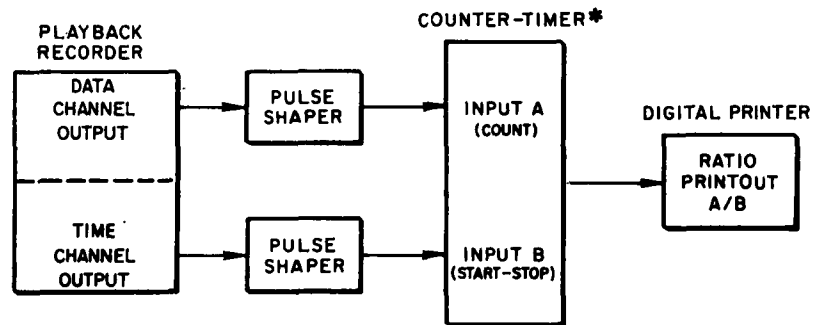 COUNTER-TIMER*
PLAYBACK
RECORDER
DATA
CHANNEL
OUTPUT
PULSE
SHAPER
INPUT A
(COUNT)
DIGITAL PRINTER
RATIO
PRINTOUT
A/B
TIME
CHANNEL
OUTPUT
PULSE
SHAPER
INPUT B
(START-STOP)